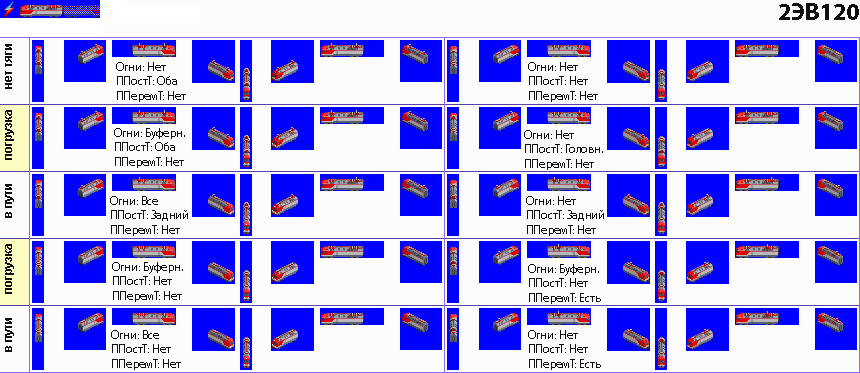 2ЭВ120
нет тяги
Огни: Нет
ППостТ: Оба
ППеремТ: Нет
Огни: Нет
ППостТ: Нет
ППеремТ: Нет
погрузка
Огни: Буферн.
ППостТ: Оба
ППеремТ: Нет
Огни: Нет
ППостТ: Головн.
ППеремТ: Нет
в пути
Огни: Все
ППостТ: Задний
ППеремТ: Нет
Огни: Нет
ППостТ: Задний
ППеремТ: Нет
погрузка
Огни: Буферн.
ППостТ: Нет
ППеремТ: Нет
Огни: Буферн.
ППостТ: Нет
ППеремТ: Есть
в пути
Огни: Все
ППостТ: Нет
ППеремТ: Нет
Огни: Нет
ППостТ: Нет
ППеремТ: Есть